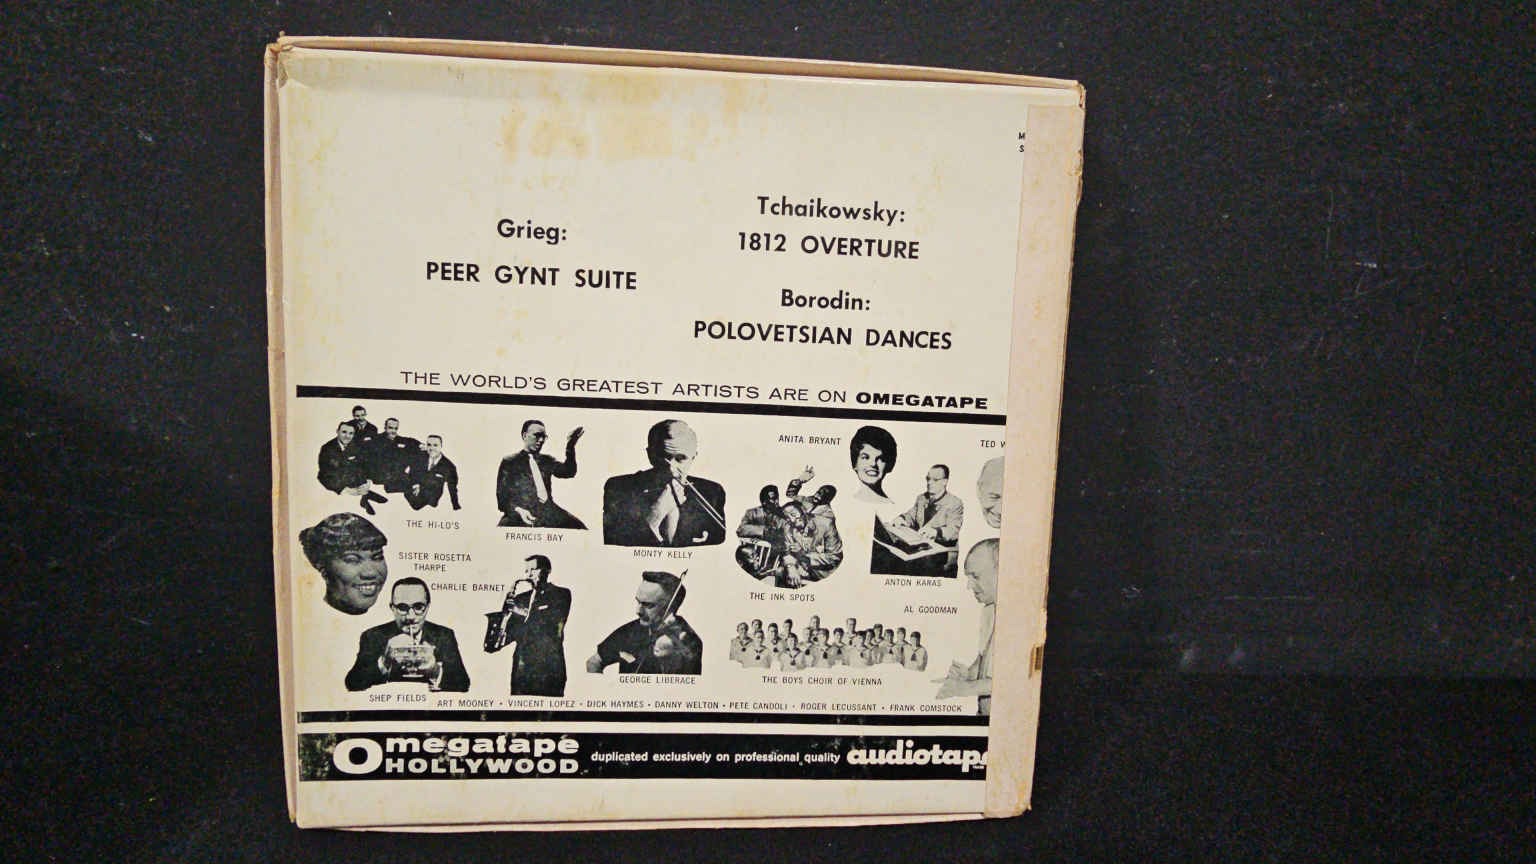 M
S
Grieg:
PEER GYNT SUITE
Tchaikowsky:
1812 OVERTURE
Borodin:
POLOVETSIAN DANCES
THE WORLD'S GREATEST ARTISTS ARE ON OMEGATAPE
ANITA BRYANT
TED W
THE HI-LO'S
FRANCIS BAY
MONTY KELLY
SISTER ROSETTA
THARPE
CHARLIE BARNET
THE INK SPOTS
ANTON KARAS
AL GOODMAN
GEORGE LIBERACE
THE BOYS CHOIR OF VIENNA
SHEP FIELDS
ART MOONEY • VINCENT LOPEZ • DICK HAYMES • DANNY WELTON • PETE CANDOLI • ROGER LECUSSANT • FRANK COMSTOCK
Omegatape
HOLLYWOOD
duplicated exclusively on professional quality audiotape